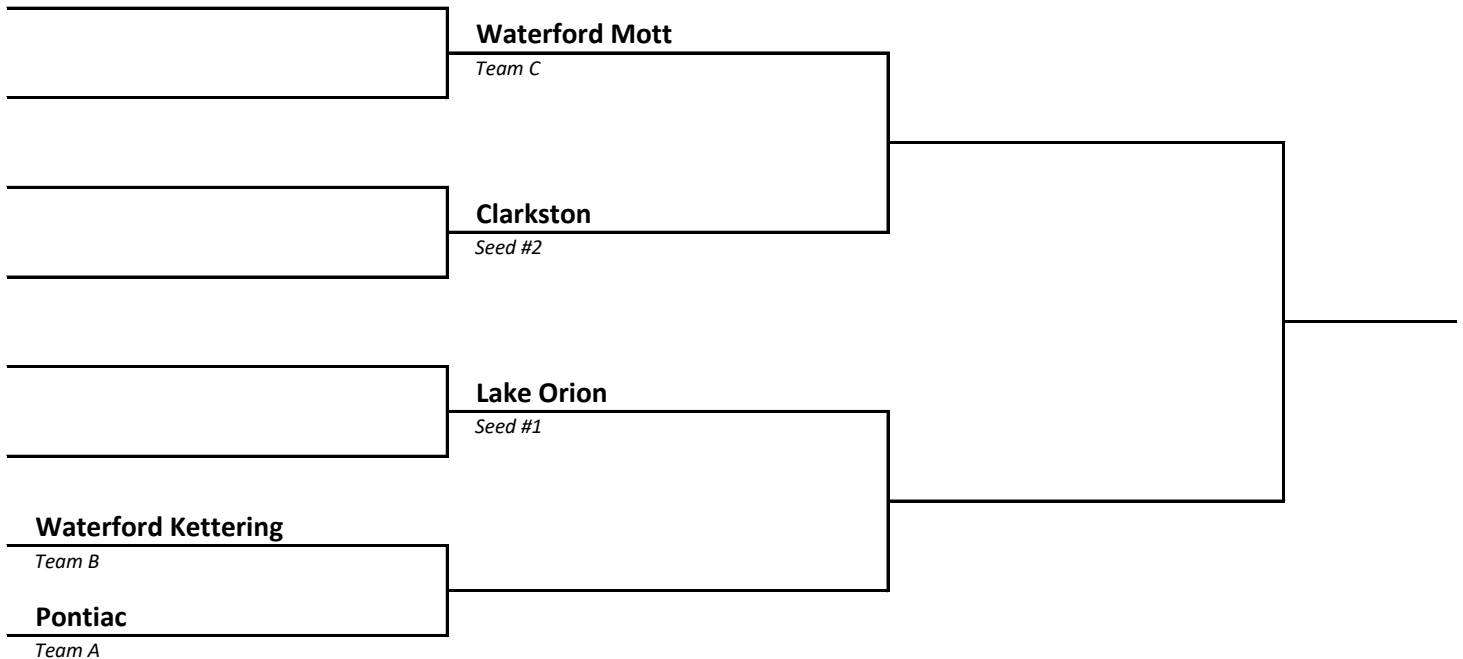 Waterford Mott
Team C
Clarkston
Seed #2
Lake Orion
Seed #1
Waterford Kettering
Team B
Pontiac
Team A